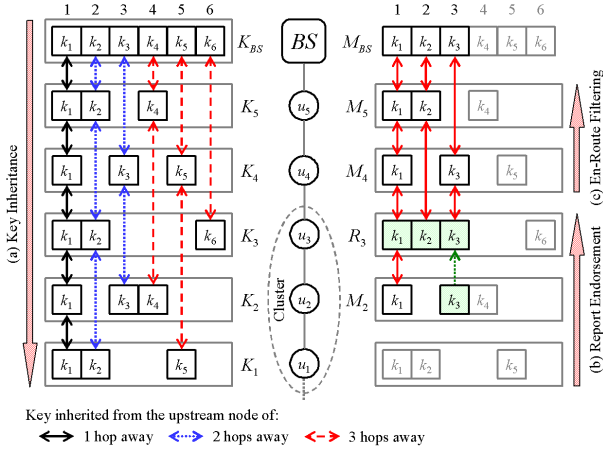 1 2 3 4 5 6
1 2 3 4 5 6
k1 k2 k3 k4 k5 k6 KBS BS MBS k1 k2 k3 k4 k5 k6
k1 k2 k4 K5 u5 M5 k1 k2 k4
k1 k3 k5 K4 u4 M4 k1 k3 k5
k1 k2 k6 K3 u3 R3 k1 k2 k3 k6
k1 k3 k4 K2 u2 M2 k1 k3 k4
k1 k2 k5 K1 u1 k1 k2 k5
(a) Key Inheritance
Cluster
(c) En-Route Filtering
(b) Report Endorsement
Key inherited from the upstream node of:
1 hop away 2 hops away 3 hops away